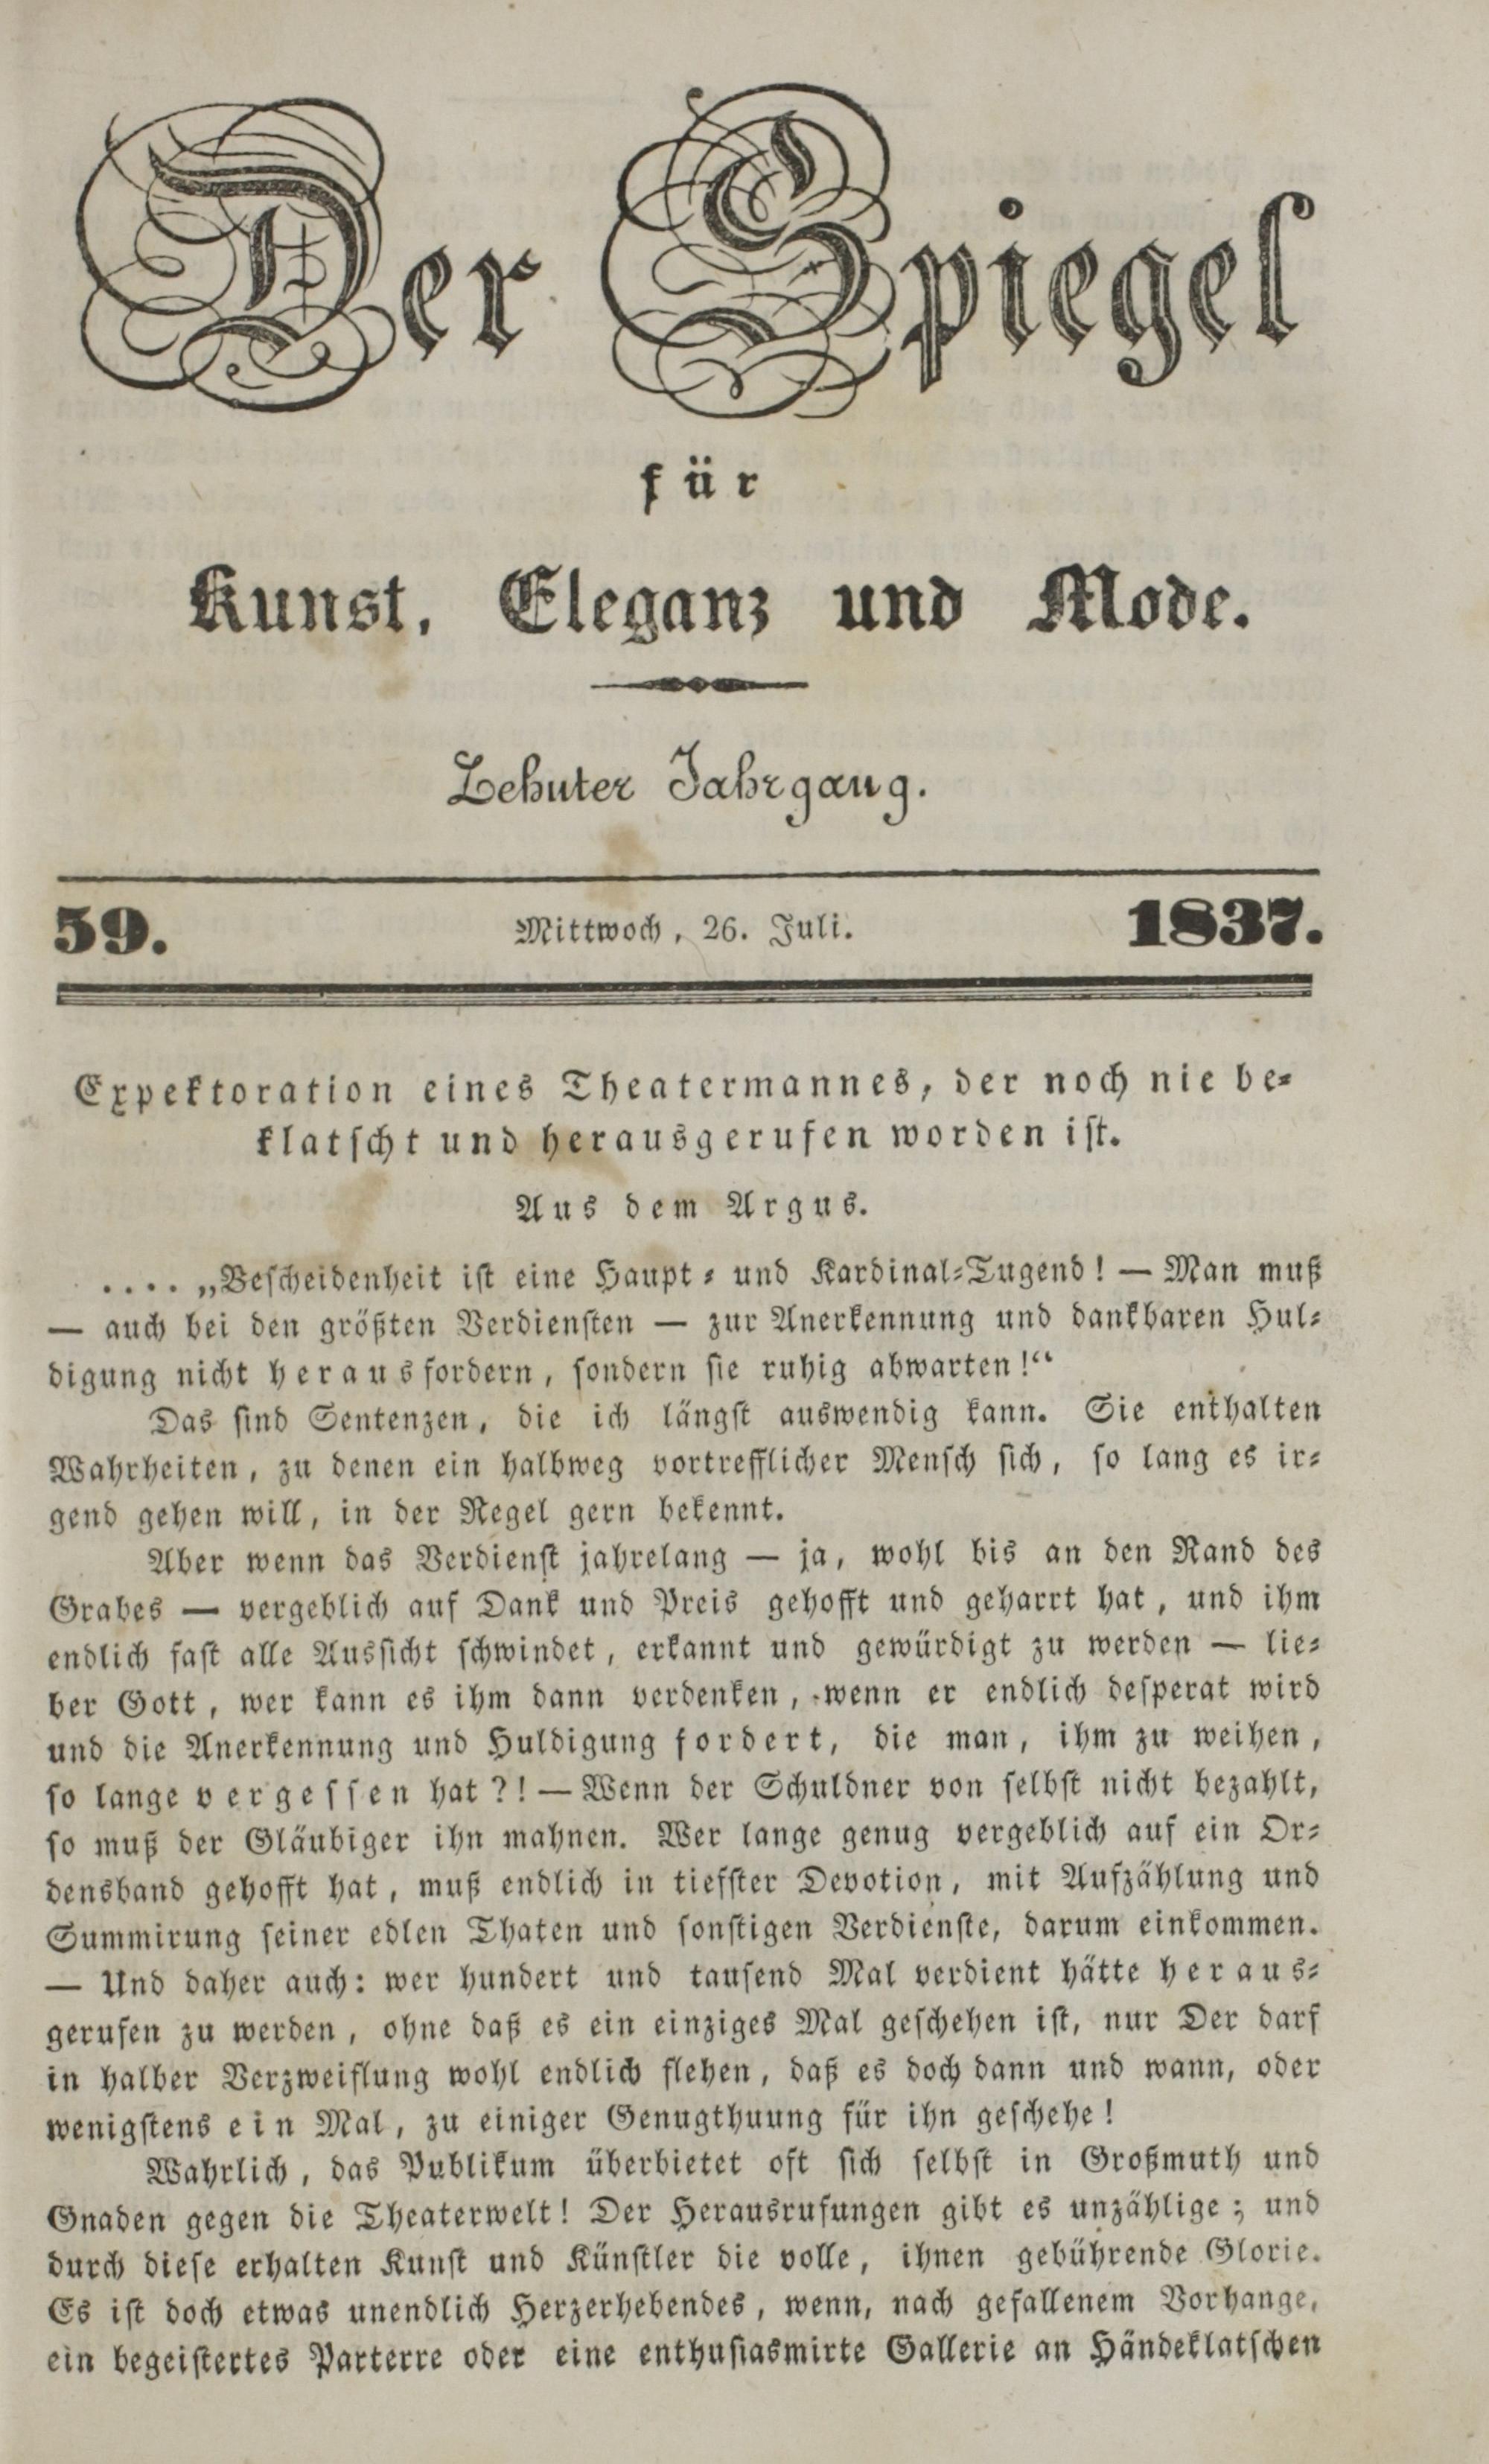 Der Spiegel
für
Kunst, Eleganz und Mode.
Zehnter Jahrgang.
59. Mittwoch, 26. Juli. 1837.
Expektoration eines Theatermannes, der noch nie be-
klatscht und herausgerufen worden ist.
Aus dem Argus.
.... „Bescheidenheit ist eine Haupt- und Kardinal-Tugend! — Man muß
— auch bei den größten Verdiensten — zur Anerkennung und dankbaren Hul-
digung nicht herausfordern, sondern sie ruhig abwarten!“
Das sind Sentenzen, die ich längst auswendig kann. Sie enthalten
Wahrheiten, zu denen ein halbweg vortrefflicher Mensch sich, so lang es ir-
gend gehen will, in der Regel gern bekennt.
Aber wenn das Verdienst jahrelang — ja, wohl bis an den Rand des
Grabes — vergeblich auf Dank und Preis gehofft und geharrt hat, und ihm
endlich fast alle Aussicht schwindet, erkannt und gewürdigt zu werden — lie-
ber Gott, wer kann es ihm dann verdenken, wenn er endlich desperat wird
und die Anerkennung und Huldigung fordert, die man, ihm zu weihen,
so lange vergessen hat?! — Wenn der Schuldner von selbst nicht bezahlt,
so muß der Gläubiger ihn mahnen. Wer lange genug vergeblich auf ein Or-
densband gehofft hat, muß endlich in tiefster Devotion, mit Aufzählung und
Summirung seiner edlen Thaten und sonstigen Verdienste, darum einkommen.
— Und daher auch: wer hundert und tausend Mal verdient hätte heraus-
gerufen zu werden, ohne daß es ein einziges Mal geschehen ist, nur Der darf
in halber Verzweiflung wohl endlich flehen, daß es doch dann und wann, oder
wenigstens ein Mal, zu einiger Genugthuung für ihn geschehe!
Wahrlich, das Publikum überbietet oft sich selbst in Großmuth und
Gnaden gegen die Theaterwelt! Der Herausrufungen gibt es unzählige; und
durch diese erhalten Kunst und Künstler die volle, ihnen gebührende Glorie.
Es ist doch etwas unendlich Herzerhebendes, wenn, nach gefallenem Vorhange,
ein begeistertes Parterre oder eine enthusiasmirte Gallerie an Händeklatschen